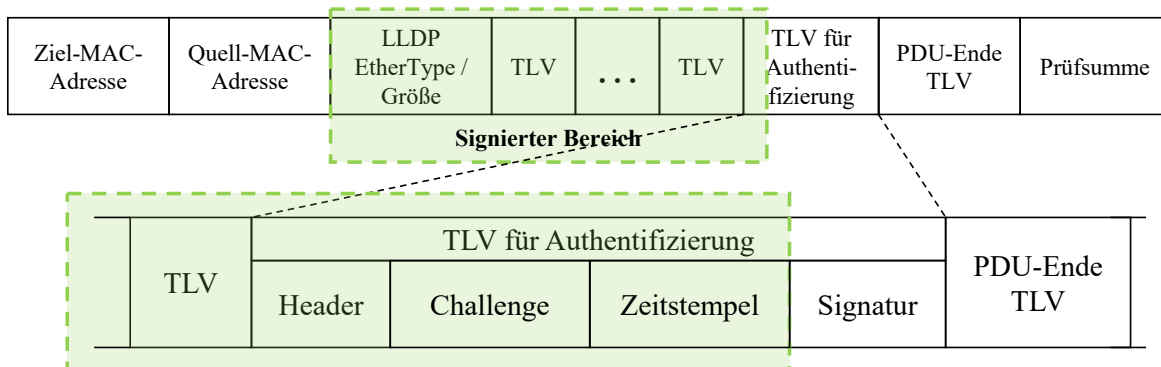 Ziel-MAC-
Adresse
Quell-MAC-
Adresse
LLDP
EtherType /
Größe
TLV
...
TLV
TLV für
Authenti-
fizierung
PDU-Ende
TLV
Prüfsumme
Signierter Bereich
TLV
TLV für Authentifizierung
Header
Challenge
Zeitstempel
Signatur
PDU-Ende
TLV